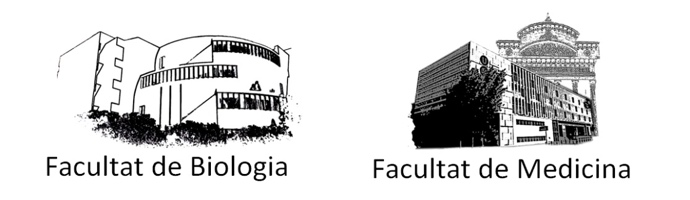 Facultat de Biologia
Facultat de Medicina